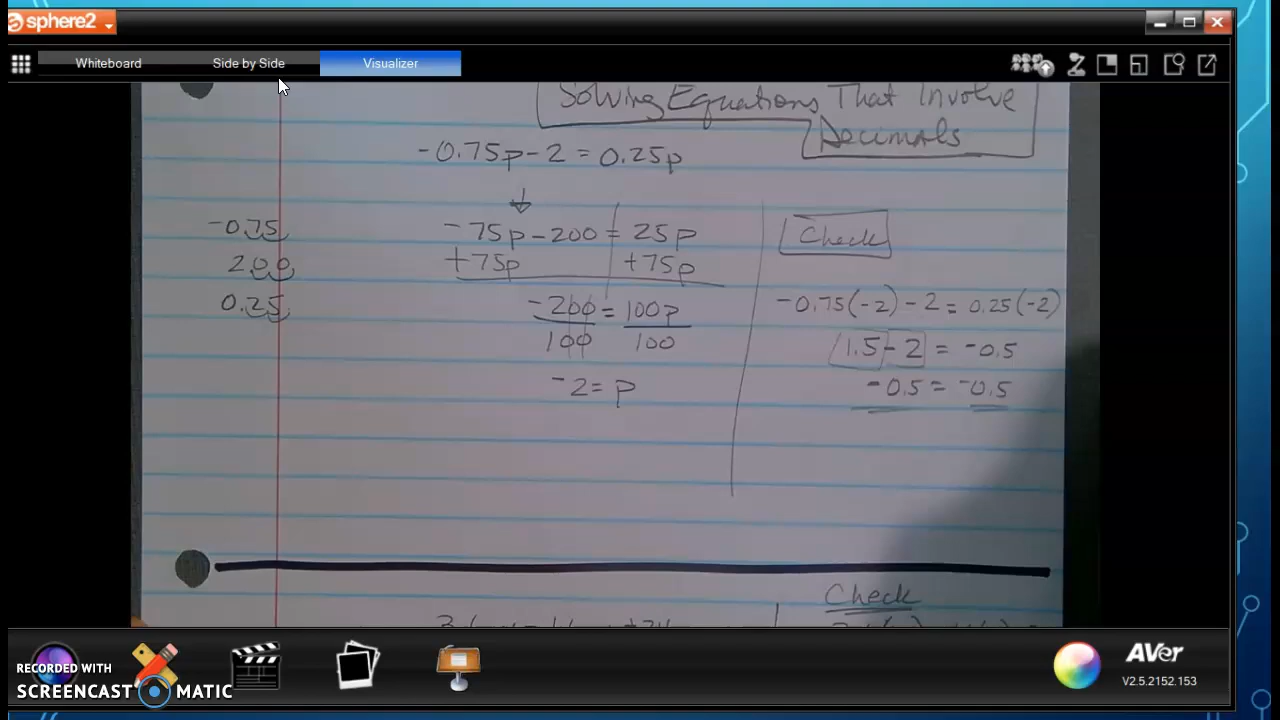 sphere2
Whiteboard Side by Side Visualizer
Solving Equations That Involve
Decimals
-0.75p-2 = 0.25p
-0.75
200
0.25
-75p-200 = 25p
+75p +75p
-200 = 100p
100 100
-2 = p
Check
-0.75(-2)-2 = 0.25(-2)
1.5-2 = -0.5
-0.5 = -0.5
Check
RECORDED WITH
SCREENCAST MATIC
AVer
V2.5.2152.153